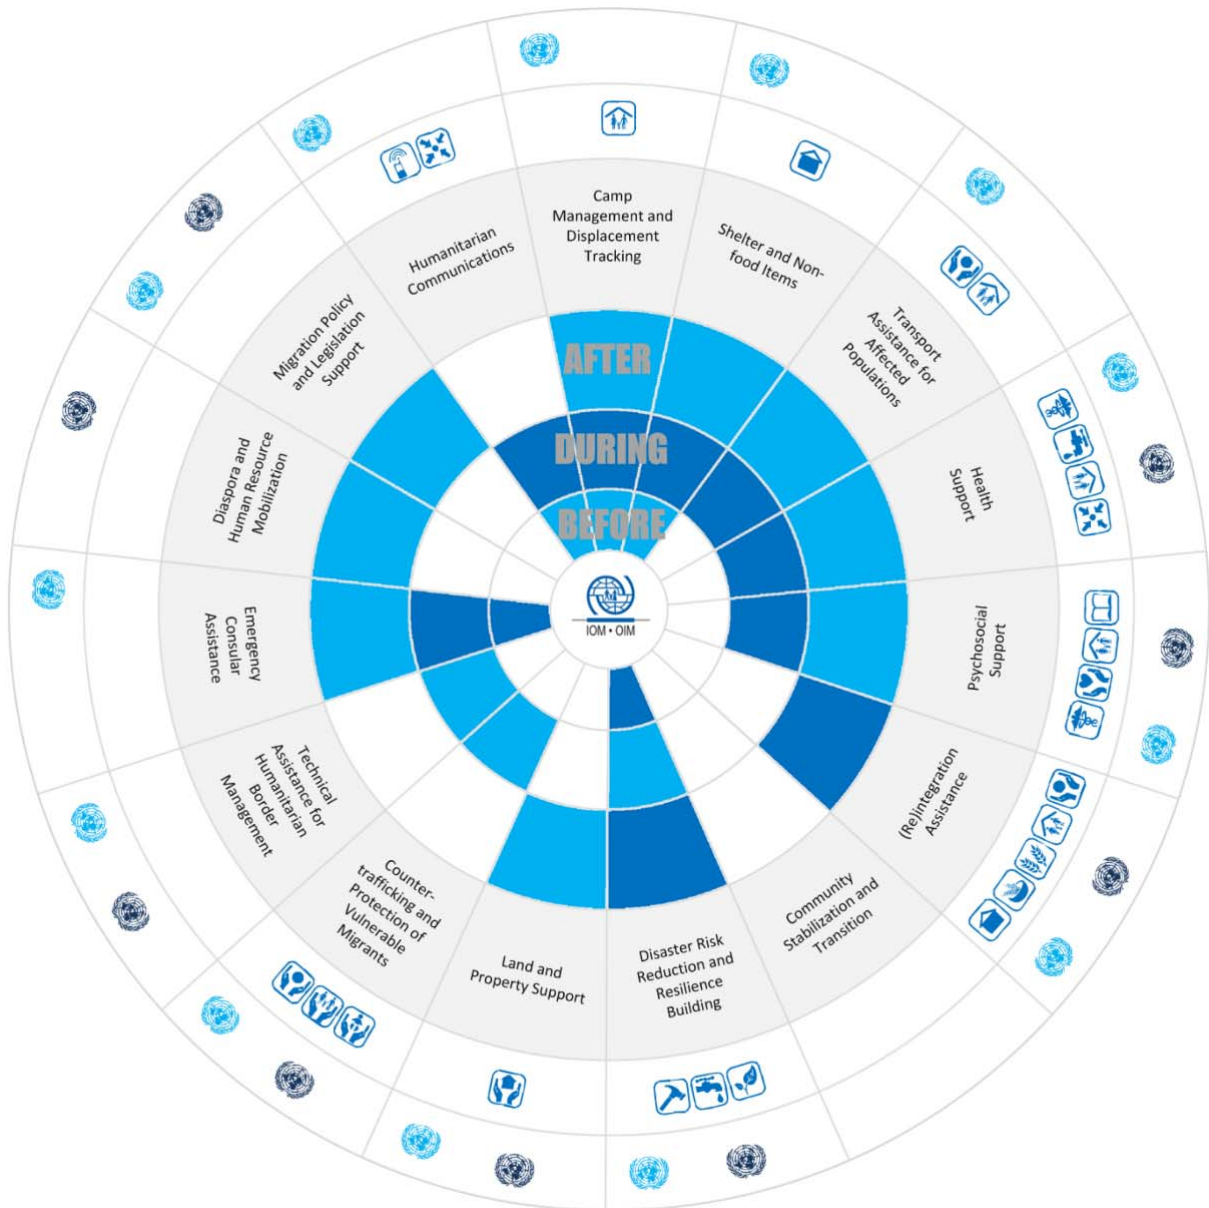 Camp
Management and
Displacement
Tracking
Shelter and Non-
food Items
Transport
Assistance for
Affected
Populations
Health
Support
Psychosocial
Support
(Re)integration
Assistance
Community
Stabilization and
Transition
Disaster Risk
Reduction and
Resilience
Building
Land and
Property Support
Counter-
trafficking and
Protection of
Vulnerable
Migrants
Technical
Assistance for
Humanitarian
Border
Management
Emergency
Consular
Assistance
Diaspora and
Human Resource
Mobilization
Migration Policy
and Legislation
Support
Humanitarian
Communications
AFTER
DURING
BEFORE
IOM • OIM